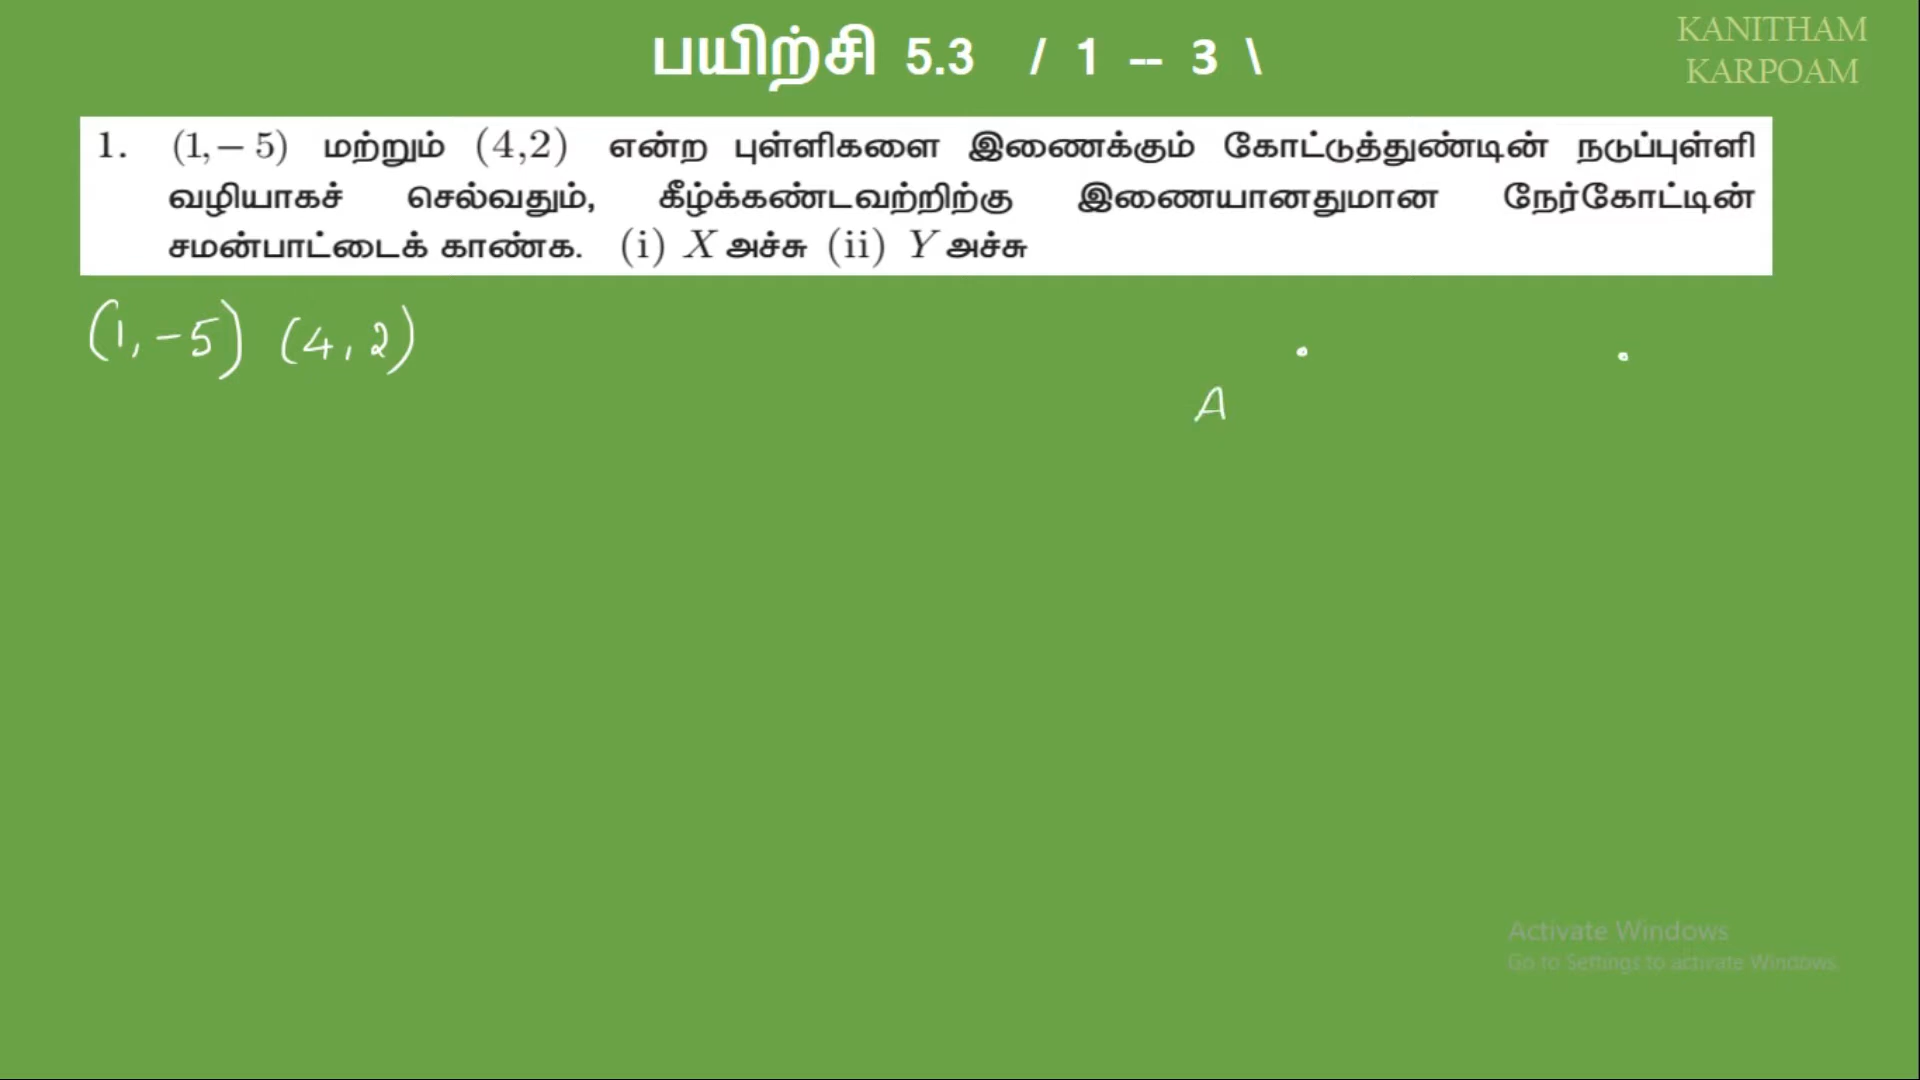 பயிற்சி 5.3 / 1 -- 3 \
KANITHAM
KARPOAM
1. (1,– 5) மற்றும் (4,2) என்ற புள்ளிகளை இணைக்கும் கோட்டுத்துண்டின் நடுப்புள்ளி
வழியாகச் செல்வதும், கீழ்க்கண்டவற்றிற்கு இணையானதுமான நேர்கோட்டின்
சமன்பாட்டைக் காண்க. (i) X அச்சு (ii) Y அச்சு
(1, -5) (4, 2)
A
Activate Windows
Go to Settings to activate Windows.